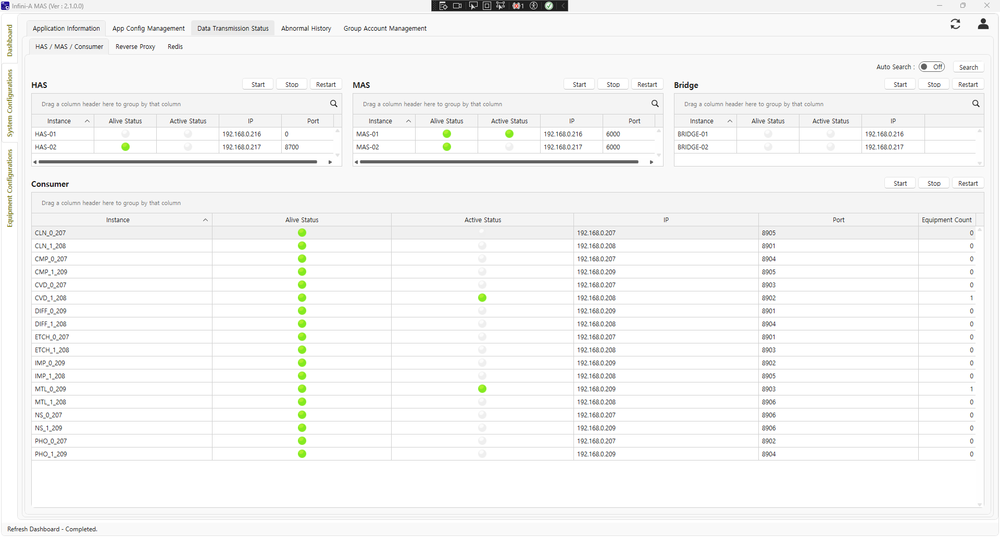 Infini-A MAS (Ver : 2.1.0.0)
1
Dashboard
System Configurations
Equipment Configurations
Application Information App Config Management Data Transmission Status Abnormal History Group Account Management
HAS / MAS / Consumer Reverse Proxy Redis
Auto Search : Off Search
HAS Start Stop Restart
Drag a column header here to group by that column
Instance Alive Status Active Status IP Port
HAS-01 192.168.0.216 0
HAS-02 192.168.0.217 8700
MAS Start Stop Restart
Drag a column header here to group by that column
Instance Alive Status Active Status IP Port
MAS-01 192.168.0.216 6000
MAS-02 192.168.0.217 6000
Bridge Start Stop Restart
Drag a column header here to group by that column
Instance Alive Status Active Status IP
BRIDGE-01 192.168.0.216
BRIDGE-02 192.168.0.217
Consumer Start Stop Restart
Drag a column header here to group by that column
Instance Alive Status Active Status IP Port Equipment Count
CLN_0_207 192.168.0.207 8905 0
CLN_1_208 192.168.0.208 8901 0
CMP_0_207 192.168.0.207 8904 0
CMP_1_209 192.168.0.209 8905 0
CVD_0_207 192.168.0.207 8903 0
CVD_1_208 192.168.0.208 8902 1
DIFF_0_209 192.168.0.209 8901 0
DIFF_1_208 192.168.0.208 8904 0
ETCH_0_207 192.168.0.207 8901 0
ETCH_1_208 192.168.0.208 8903 0
IMP_0_209 192.168.0.209 8902 0
IMP_1_208 192.168.0.208 8905 0
MTL_0_209 192.168.0.209 8903 1
MTL_1_208 192.168.0.208 8906 0
NS_0_207 192.168.0.207 8906 0
NS_1_209 192.168.0.209 8906 0
PHO_0_207 192.168.0.207 8902 0
PHO_1_209 192.168.0.209 8904 0
Refresh Dashboard - Completed.